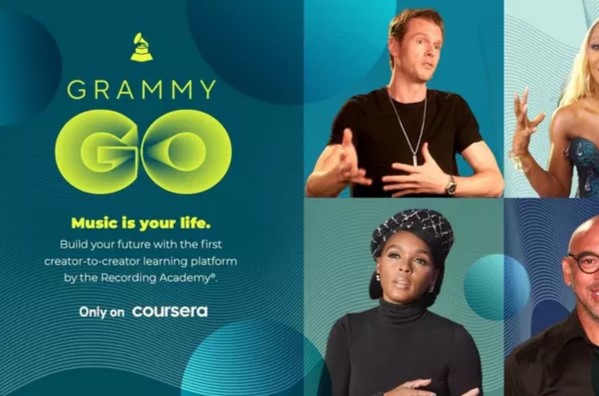 GRAMMY
GO
Music is your life.
Build your future with the first
creator-to-creator learning platform
by the Recording Academy®.
Only on coursera